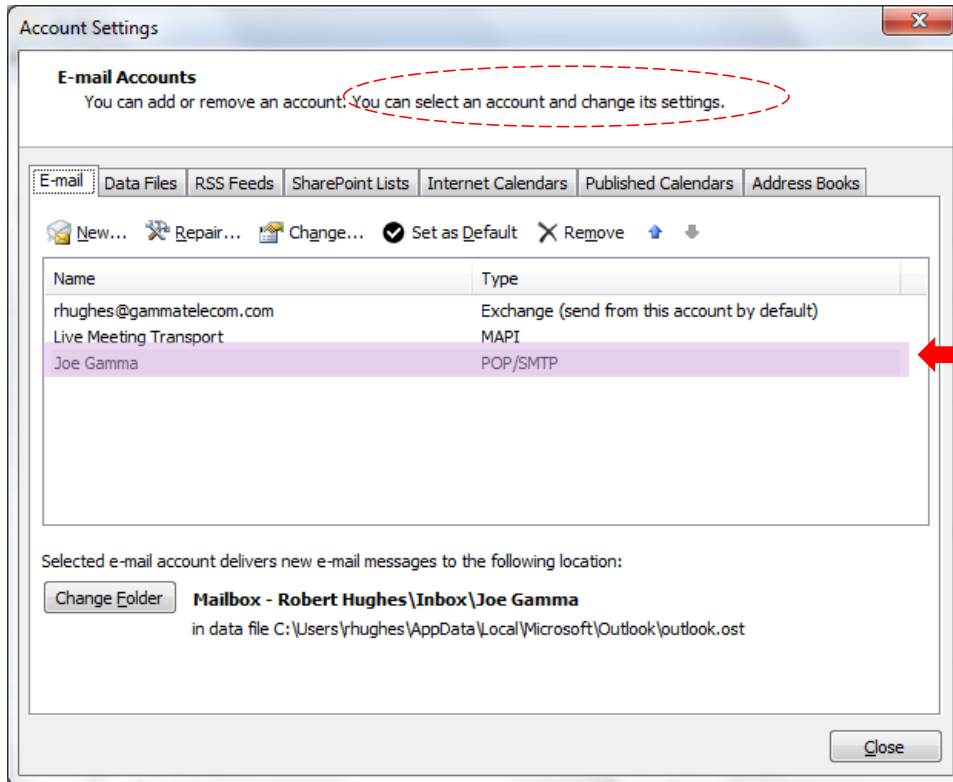 Account Settings
E-mail Accounts
You can add or remove an account. You can select an account and change its settings.
E-mail Data Files RSS Feeds SharePoint Lists Internet Calendars Published Calendars Address Books
New... Repair... Change... Set as Default Remove
Name Type
rhughes@gammatelecom.com Exchange (send from this account by default)
Live Meeting Transport MAPI
Joe Gamma POP/SMTP
Selected e-mail account delivers new e-mail messages to the following location:
Change Folder Mailbox - Robert Hughes\Inbox\Joe Gamma
in data file C:\Users\rhughes\AppData\Local\Microsoft\Outlook\outlook.ost
Close